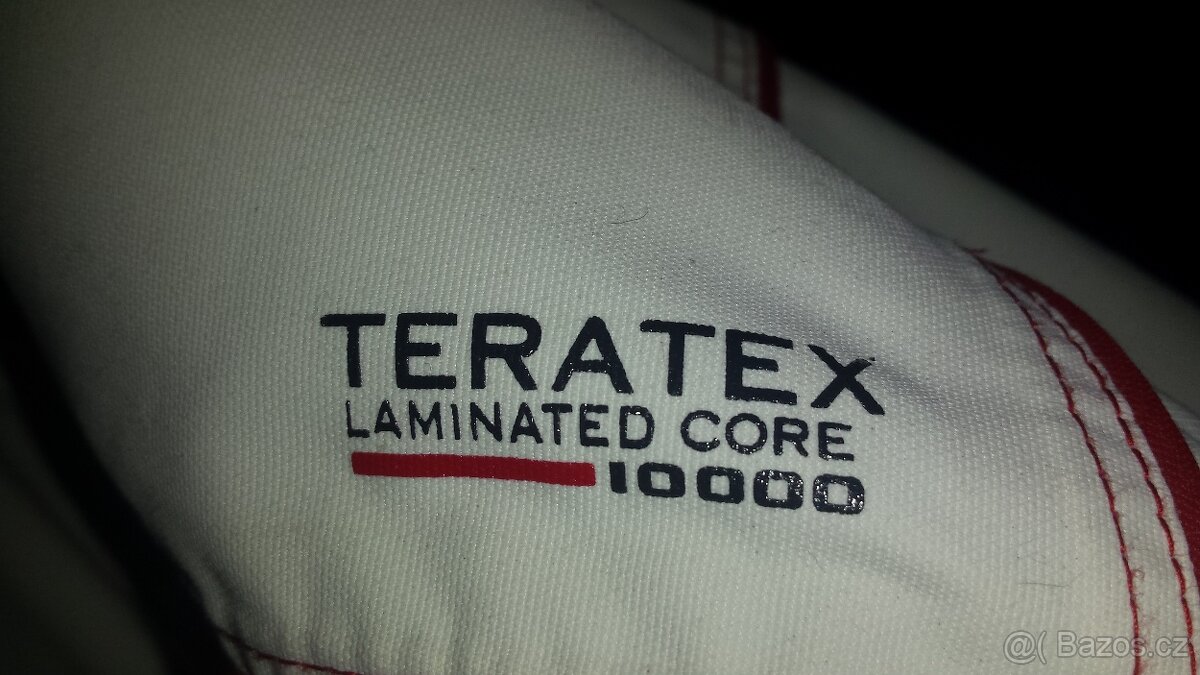 TERATEX
LAMINATED CORE
10000
@( Bazos.cz